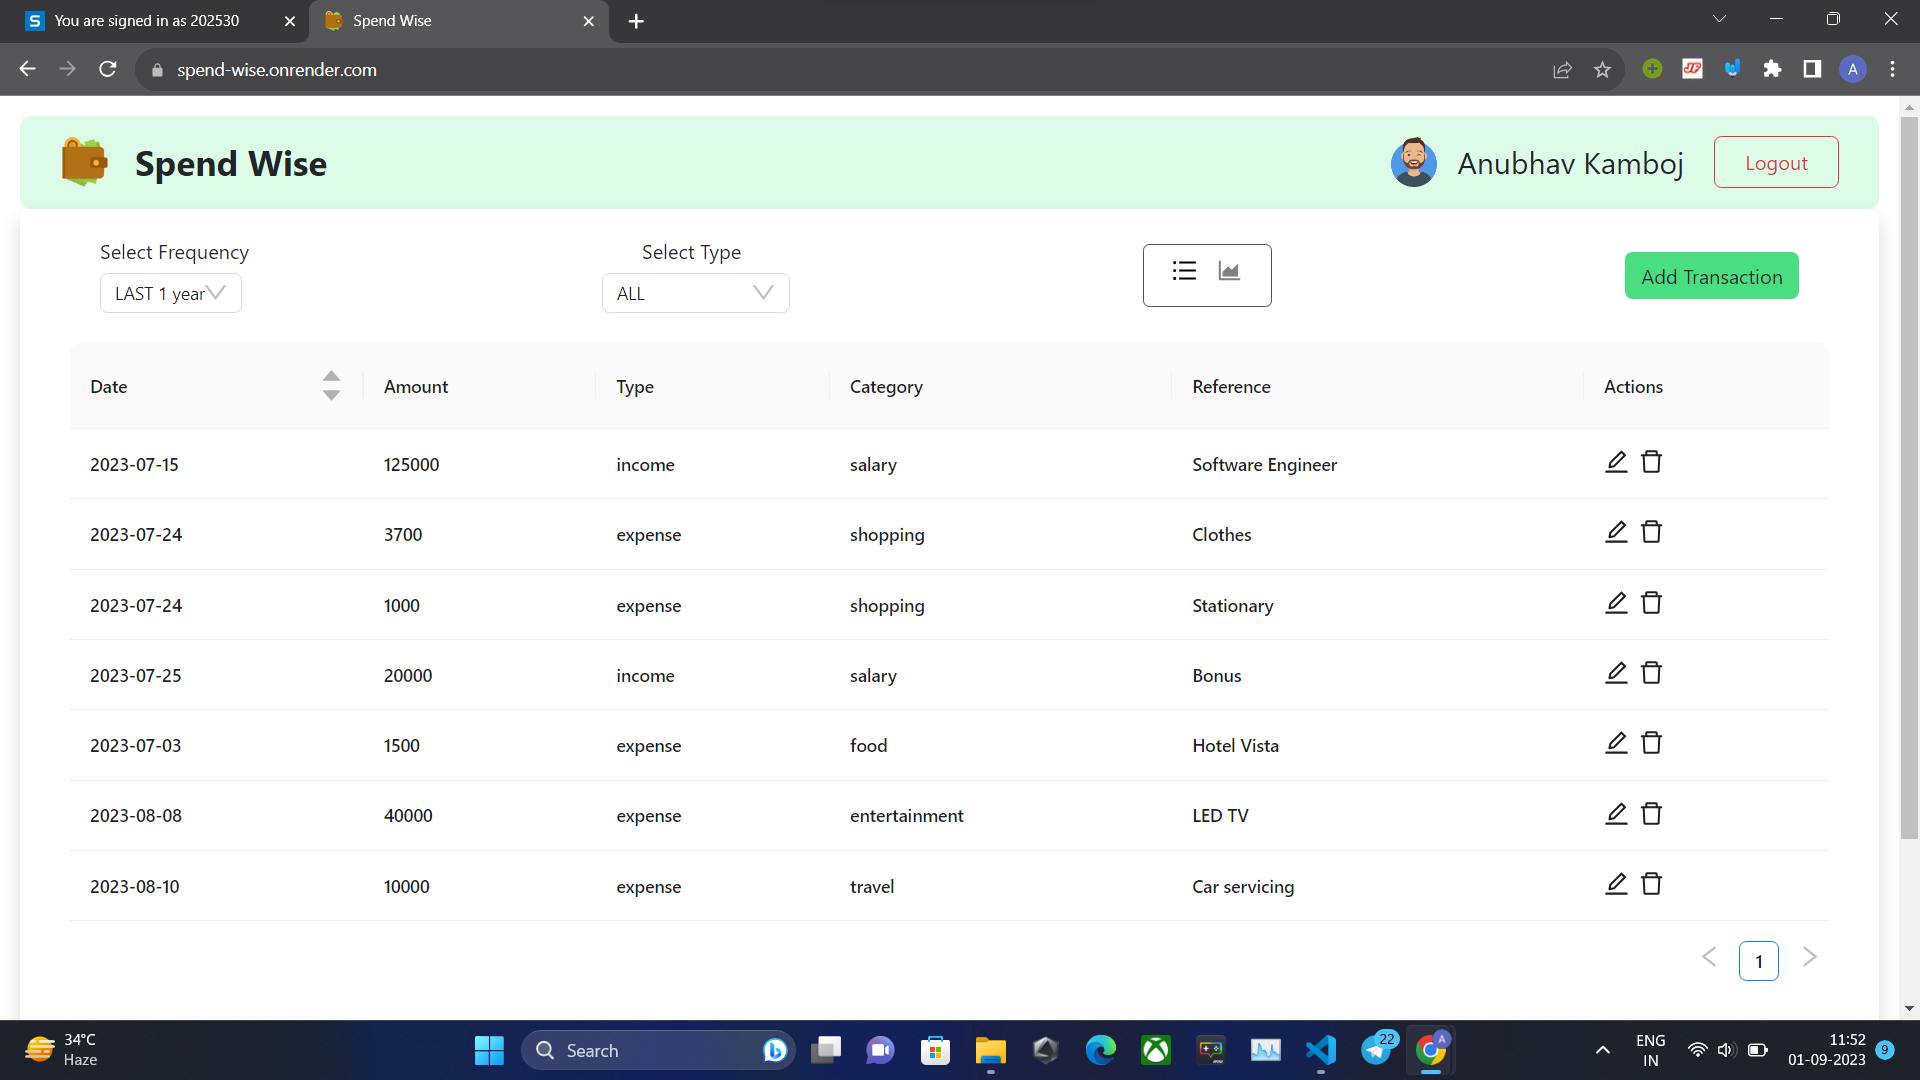 You are signed in as 202530
Spend Wise
spend-wise.onrender.com
A
Spend Wise
Anubhav Kamboj
Logout
Select Frequency
Select Type
LAST 1 year
ALL
Add Transaction
Date Amount Type Category Reference Actions
2023-07-15 125000 income salary Software Engineer
2023-07-24 3700 expense shopping Clothes
2023-07-24 1000 expense shopping Stationary
2023-07-25 20000 income salary Bonus
2023-07-03 1500 expense food Hotel Vista
2023-08-08 40000 expense entertainment LED TV
2023-08-10 10000 expense travel Car servicing
1
34°C
Haze
Search
22
A
ENG
IN
11:52
01-09-2023
9